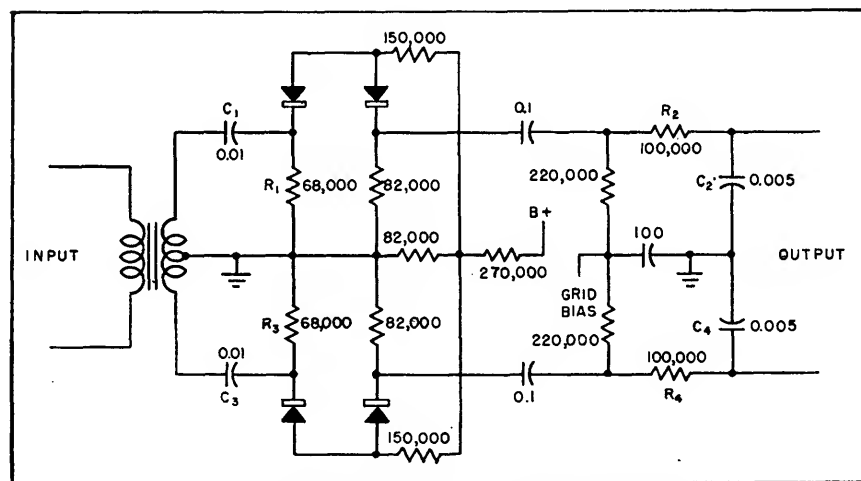 150,000
C1
0.01
R1
68,000
82,000
0.1
R2
100,000
220,000
C2
0.005
INPUT
82,000
B+
270,000
100
GRID
BIAS
OUTPUT
R3
68,000
82,000
220,000
C4
0.005
0.01
C3
0.1
100,000
R4
150,000